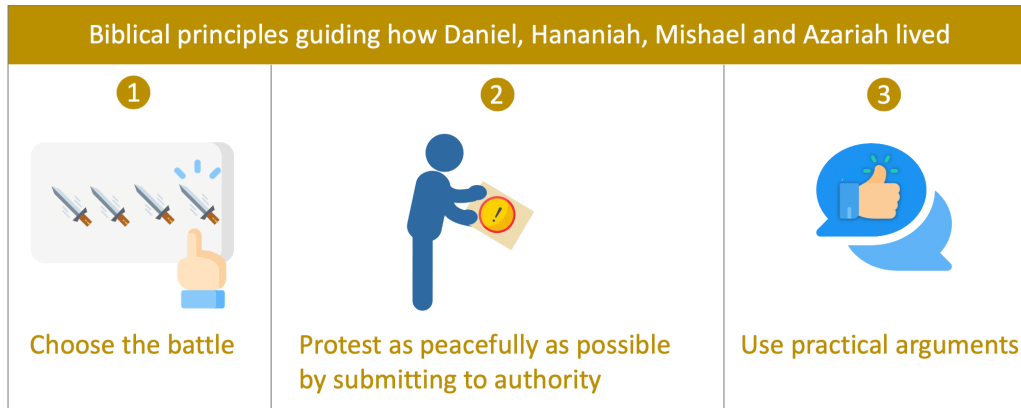 Biblical principles guiding how Daniel, Hananiah, Mishael and Azariah lived
1
2
3
!
Choose the battle
Protest as peacefully as possible
by submitting to authority
Use practical arguments